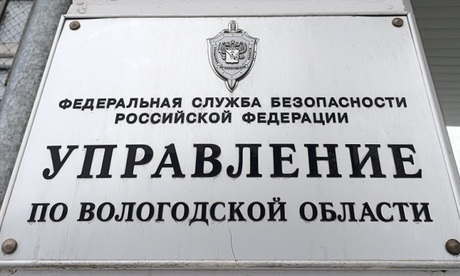 ФЕДЕРАЛЬНАЯ СЛУЖБА БЕЗОПАСНОСТИ
РОССИЙСКОЙ ФЕДЕРАЦИИ
УПРАВЛЕНИЕ
ПО ВОЛОГОДСКОЙ ОБЛАСТИ